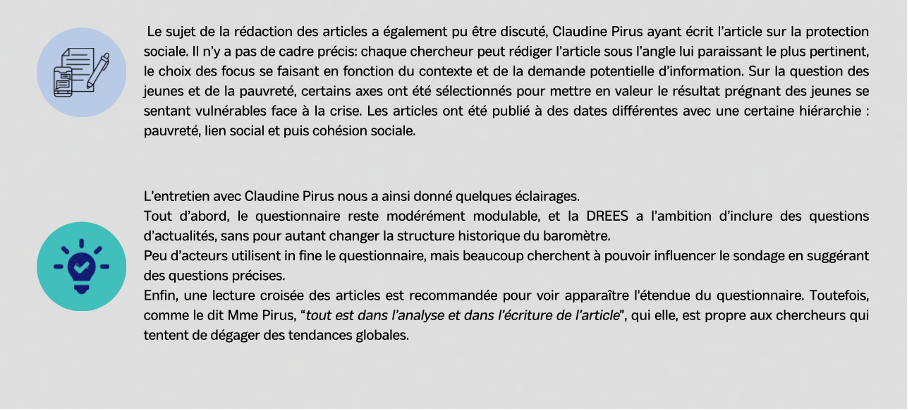 Le sujet de la rédaction des articles a également pu être discuté, Claudine Pirus ayant écrit l'article sur la protection
sociale. Il n'y a pas de cadre précis: chaque chercheur peut rédiger l'article sous l'angle lui paraissant le plus pertinent,
le choix des focus se faisant en fonction du contexte et de la demande potentielle d'information. Sur la question des
jeunes et de la pauvreté, certains axes ont été sélectionnés pour mettre en valeur le résultat prégnant des jeunes se
sentant vulnérables face à la crise. Les articles ont été publié à des dates différentes avec une certaine hiérarchie :
pauvreté, lien social et puis cohésion sociale.
L'entretien avec Claudine Pirus nous a ainsi donné quelques éclairages.
Tout d'abord, le questionnaire reste modérément modulable, et la DREES a l'ambition d'inclure des questions
d'actualités, sans pour autant changer la structure historique du baromètre.
Peu d'acteurs utilisent in fine le questionnaire, mais beaucoup cherchent à pouvoir influencer le sondage en suggérant
des questions précises.
Enfin, une lecture croisée des articles est recommandée pour voir apparaître l'étendue du questionnaire. Toutefois,
comme le dit Mme Pirus, "tout est dans l'analyse et dans l'écriture de l'article", qui elle, est propre aux chercheurs qui
tentent de dégager des tendances globales.